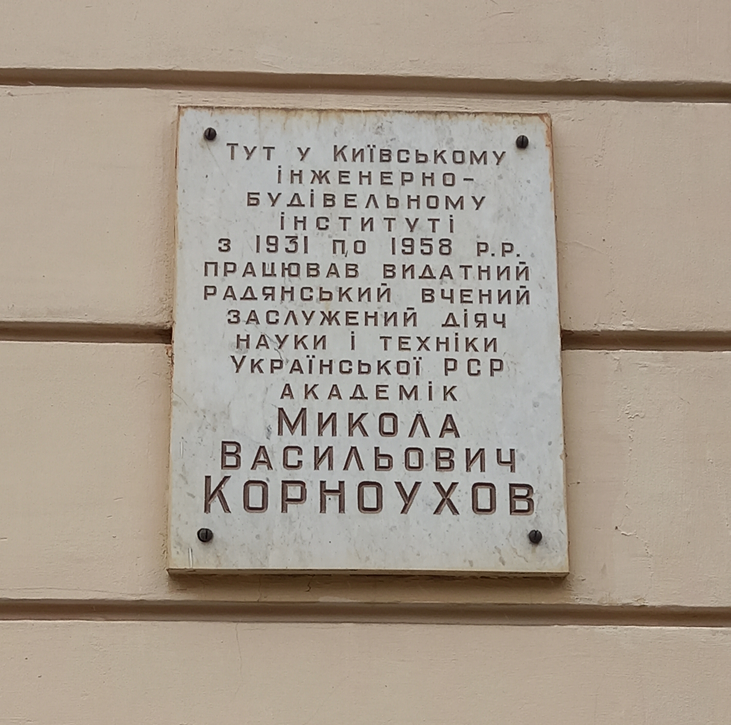 Тут у Київському
інженерно-
будівельному
інституті
з 1931 по 1958 р.р.
працював видатний
радянський вчений
заслужений діяч
науки і техніки
Української РСР
академік
Микола
Васильович
Корноухов